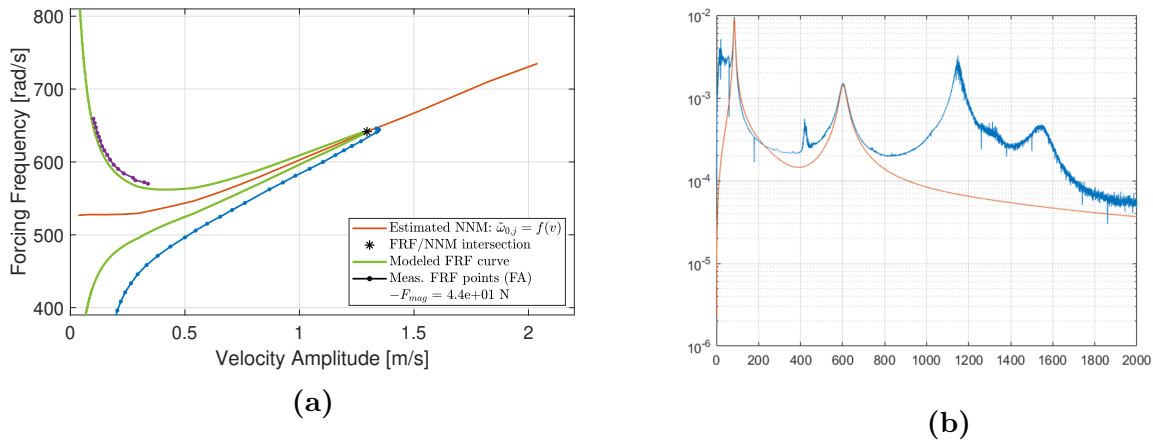 800
700
600
500
400
Forcing Frequency [rad/s]
0
0.5
1
1.5
2
Velocity Amplitude [m/s]
Estimated NNM: ω̃₀,ⱼ = f(v)
FRF/NNM intersection
Modeled FRF curve
Meas. FRF points (FA)
−F_mag = 4.4e+01 N
(a)
10⁻²
10⁻³
10⁻⁴
10⁻⁵
10⁻⁶
0
200
400
600
800
1000
1200
1400
1600
1800
2000
(b)